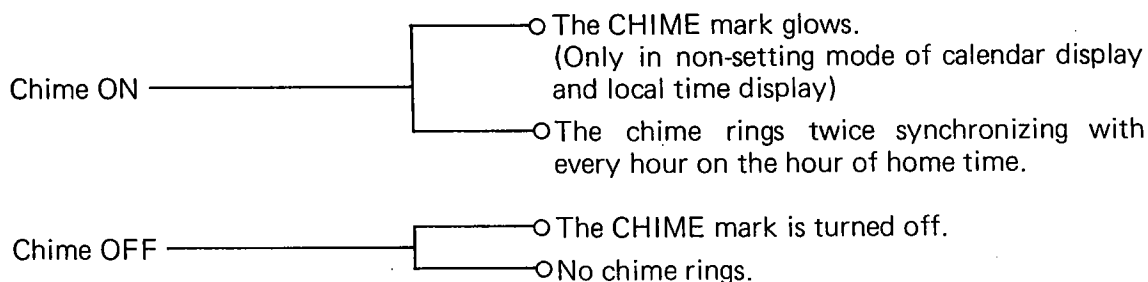 Chime ON
The CHIME mark glows.
(Only in non-setting mode of calendar display
and local time display)
The chime rings twice synchronizing with
every hour on the hour of home time.
Chime OFF
The CHIME mark is turned off.
No chime rings.